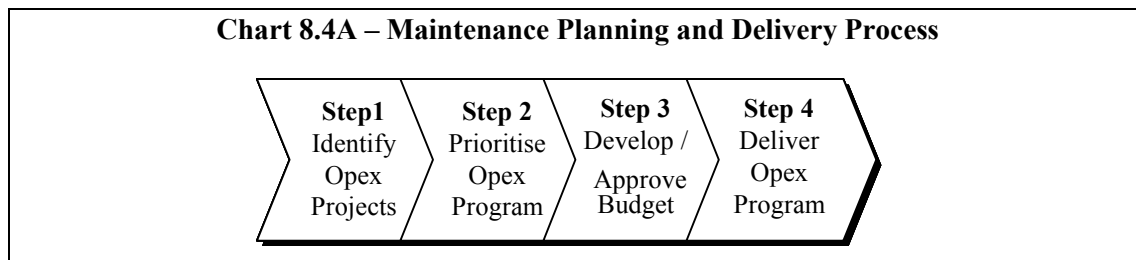 Chart 8.4A – Maintenance Planning and Delivery Process
Step1
Identify
Opex
Projects
Step 2
Prioritise
Opex
Program
Step 3
Develop /
Approve
Budget
Step 4
Deliver
Opex
Program